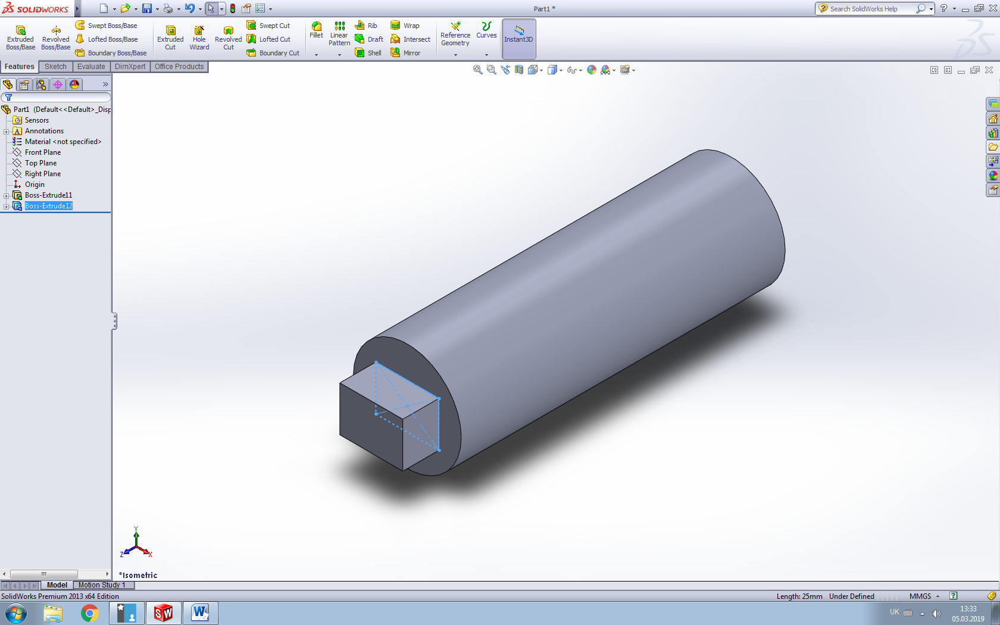 SOLIDWORKS
Part1 *
Search SolidWorks Help
Extruded Boss/Base
Revolved Boss/Base
Swept Boss/Base
Lofted Boss/Base
Boundary Boss/Base
Extruded Cut
Hole Wizard
Revolved Cut
Swept Cut
Lofted Cut
Boundary Cut
Fillet
Linear Pattern
Rib
Draft
Shell
Wrap
Intersect
Mirror
Reference Geometry
Curves
Instant3D
Features
Sketch
Evaluate
DimXpert
Office Products
Part1 (Default<<Default>_Disp
Sensors
Annotations
Material <not specified>
Front Plane
Top Plane
Right Plane
Origin
Boss-Extrude11
Boss-Extrude12
Y
Z
X
*Isometric
Model
Motion Study 1
SolidWorks Premium 2013 x64 Edition
Length: 25mm
Under Defined
MMGS
UK
13:33
05.03.2019